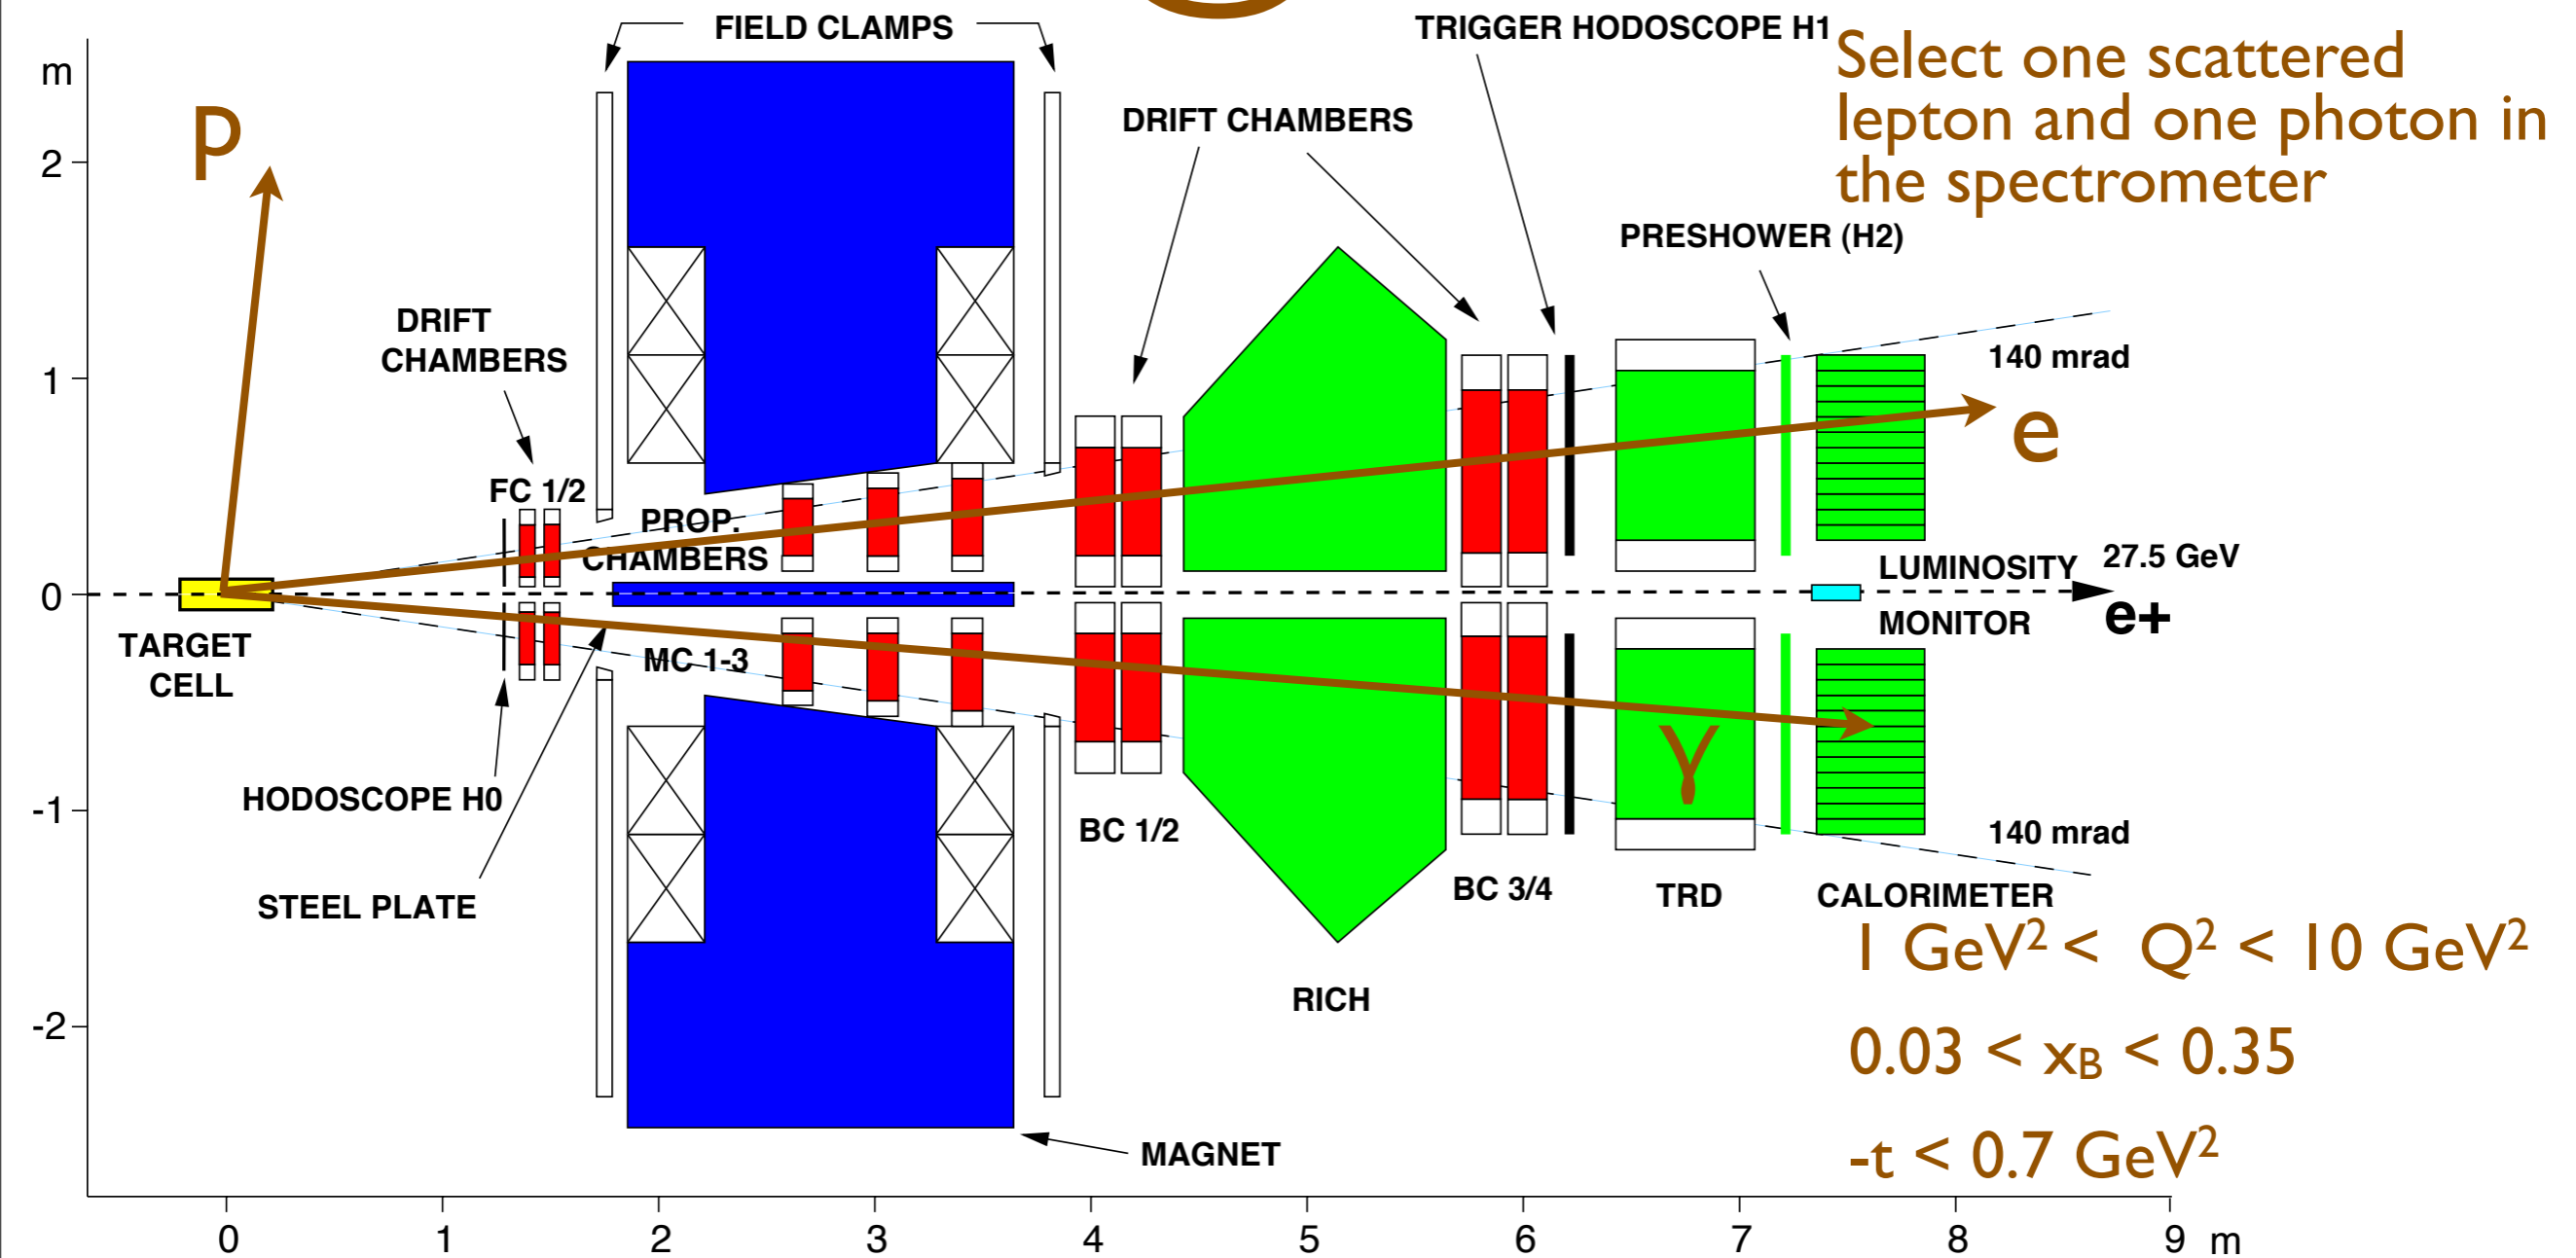 FIELD CLAMPS
TRIGGER HODOSCOPE H1
Select one scattered
lepton and one photon in
the spectrometer
m
p
DRIFT CHAMBERS
2
PRESHOWER (H2)
DRIFT
CHAMBERS
1
140 mrad
e
FC 1/2
PROP.
CHAMBERS
0
LUMINOSITY
MONITOR
27.5 GeV
e+
TARGET
CELL
MC 1-3
γ
HODOSCOPE H0
-1
BC 1/2
140 mrad
STEEL PLATE
BC 3/4
TRD
CALORIMETER
1 GeV² < Q² < 10 GeV²
RICH
-2
0.03 < xB < 0.35
MAGNET
-t < 0.7 GeV²
0 1 2 3 4 5 6 7 8 9 m